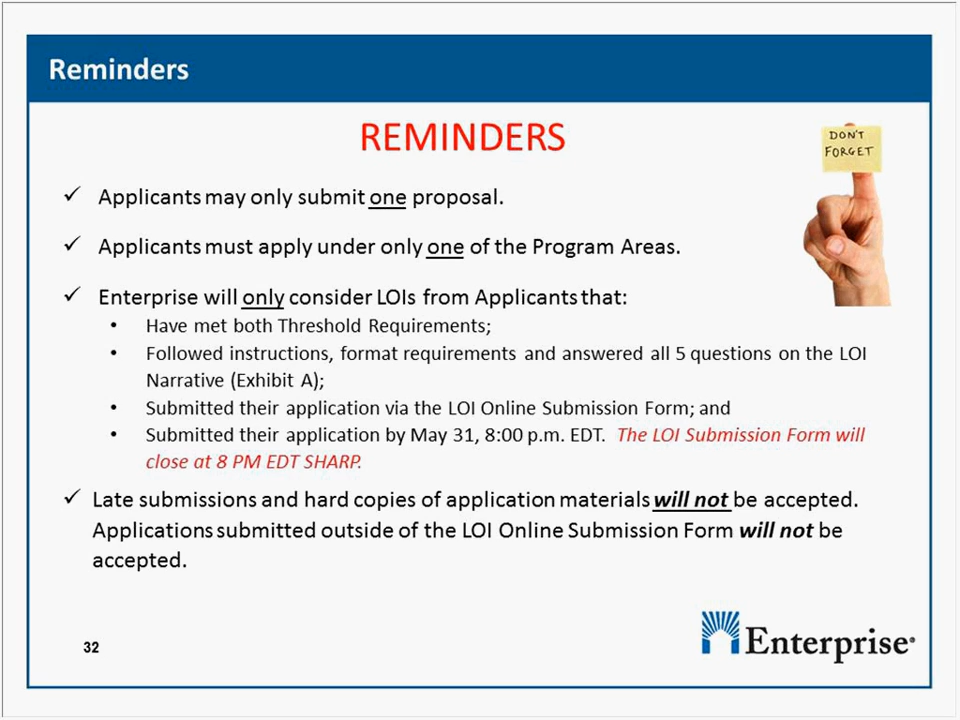 Reminders
REMINDERS
DON'T
FORGET
✓ Applicants may only submit one proposal.
✓ Applicants must apply under only one of the Program Areas.
✓ Enterprise will only consider LOIs from Applicants that:
• Have met both Threshold Requirements;
• Followed instructions, format requirements and answered all 5 questions on the LOI
Narrative (Exhibit A);
• Submitted their application via the LOI Online Submission Form; and
• Submitted their application by May 31, 8:00 p.m. EDT. The LOI Submission Form will
close at 8 PM EDT SHARP.
✓ Late submissions and hard copies of application materials will not be accepted.
Applications submitted outside of the LOI Online Submission Form will not be
accepted.
32
Enterprise®